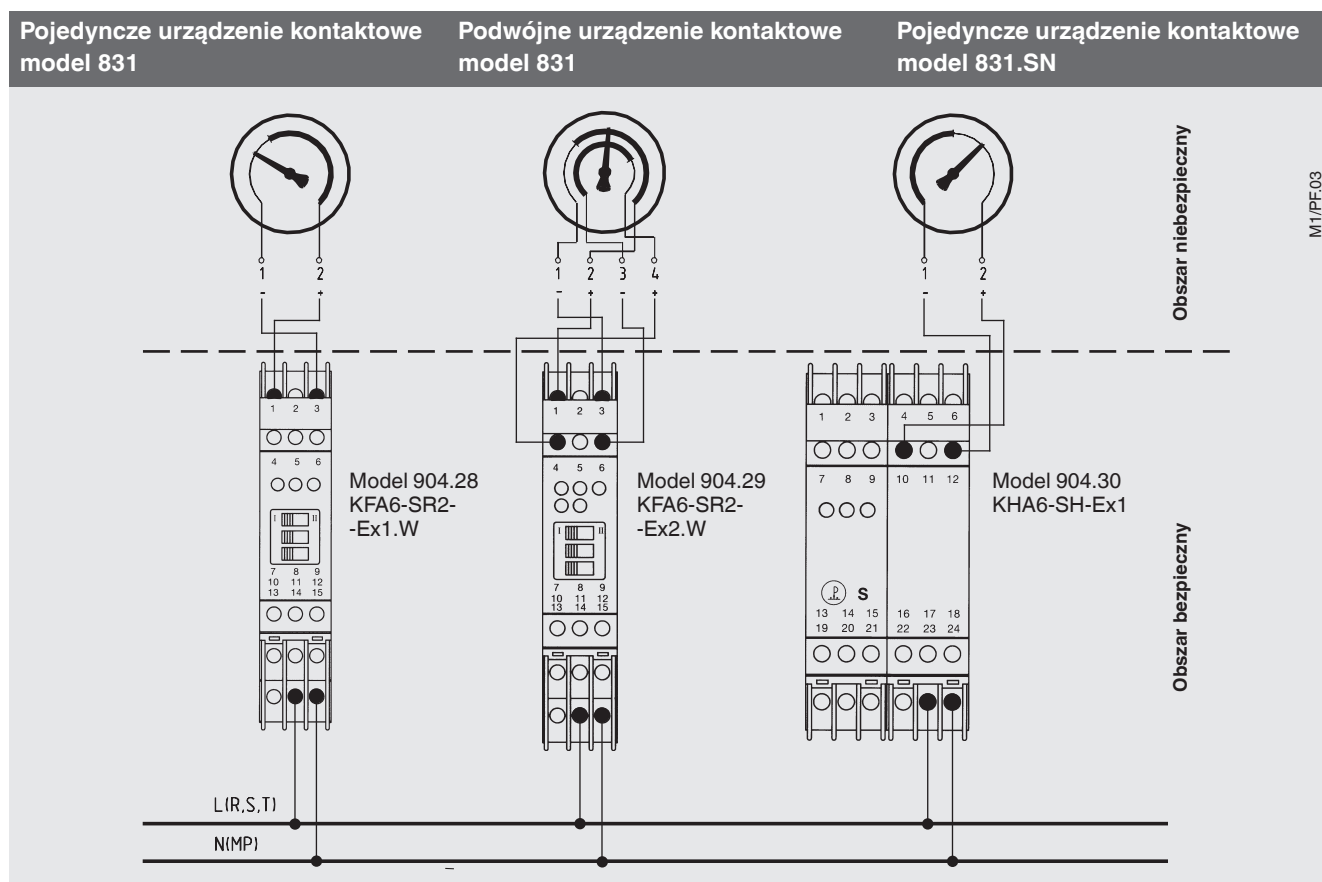 Pojedyncze urządzenie kontaktowe
model 831
Podwójne urządzenie kontaktowe
model 831
Pojedyncze urządzenie kontaktowe
model 831.SN
Obszar niebezpieczny
M1/PF.03
1 2
- +
1 2 3 4
- + - +
1 2
- +
1 2 3
4 5 6
I II
7 8 9
10 11 12
13 14 15
Model 904.28
KFA6-SR2-
-Ex1.W
1 2 3
4 5 6
I II
7 8 9
10 11 12
13 14 15
Model 904.29
KFA6-SR2-
-Ex2.W
1 2 3 4 5 6
7 8 9 10 11 12
S
13 14 15 16 17 18
19 20 21 22 23 24
Model 904.30
KHA6-SH-Ex1
Obszar bezpieczny
L(R,S,T)
N(MP)